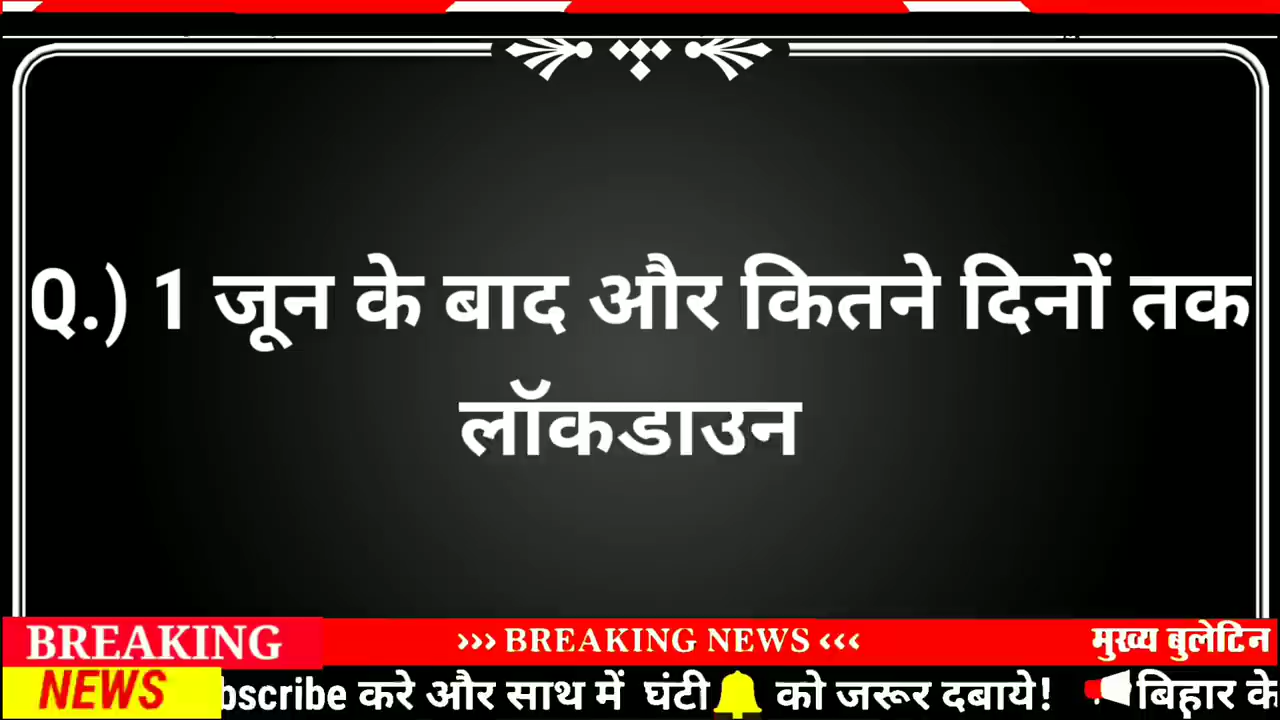 Q.) 1 जून के बाद और कितने दिनों तक
लॉकडाउन
BREAKING
NEWS
››› BREAKING NEWS ‹‹‹
मुख्य बुलेटिन
bscribe करे और साथ में घंटी🔔 को जरूर दबाये! 📢बिहार के